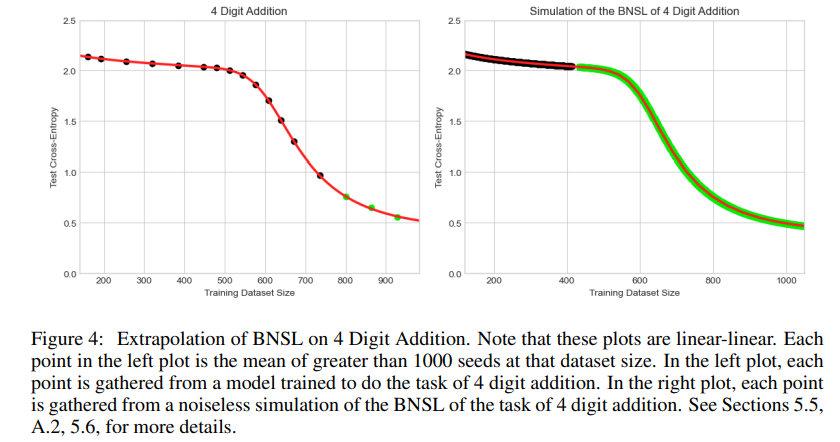 4 Digit Addition
2.5
2.0
1.5
1.0
0.5
0.0
Test Cross-Entropy
200 300 400 500 600 700 800 900
Training Dataset Size
Simulation of the BNSL of 4 Digit Addition
2.5
2.0
1.5
1.0
0.5
0.0
Test Cross-Entropy
200 400 600 800 1000
Training Dataset Size
Figure 4: Extrapolation of BNSL on 4 Digit Addition. Note that these plots are linear-linear. Each
point in the left plot is the mean of greater than 1000 seeds at that dataset size. In the left plot, each
point is gathered from a model trained to do the task of 4 digit addition. In the right plot, each point
is gathered from a noiseless simulation of the BNSL of the task of 4 digit addition. See Sections 5.5,
A.2, 5.6, for more details.